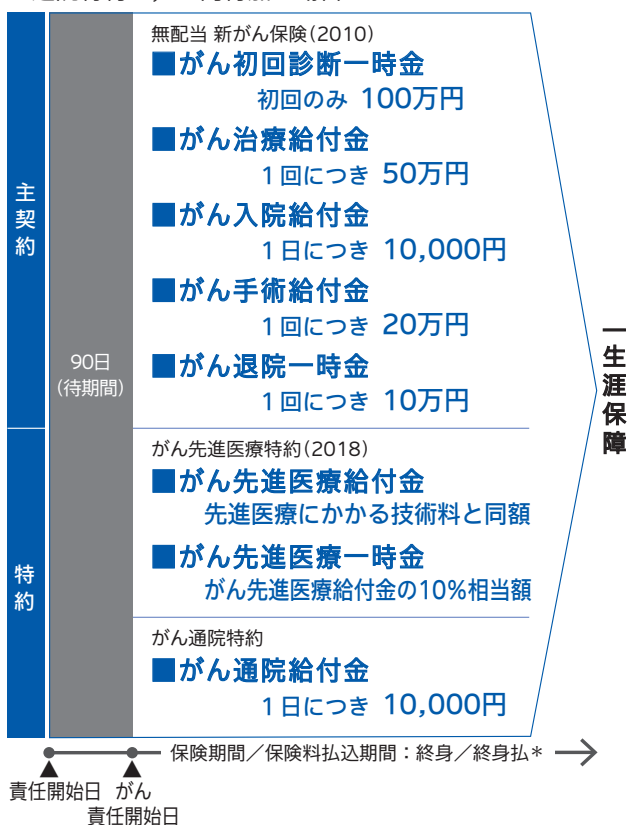 無配当 新がん保険(2010)
■がん初回診断一時金
初回のみ 100万円
■がん治療給付金
1回につき 50万円
■がん入院給付金
1日につき 10,000円
■がん手術給付金
1回につき 20万円
■がん退院一時金
1回につき 10万円
主契約
90日
(待期間)
がん先進医療特約(2018)
■がん先進医療給付金
先進医療にかかる技術料と同額
■がん先進医療一時金
がん先進医療給付金の10%相当額
特約
がん通院特約
■がん通院給付金
1日につき 10,000円
一生涯保障
保険期間/保険料払込期間:終身/終身払*
責任開始日
がん
責任開始日